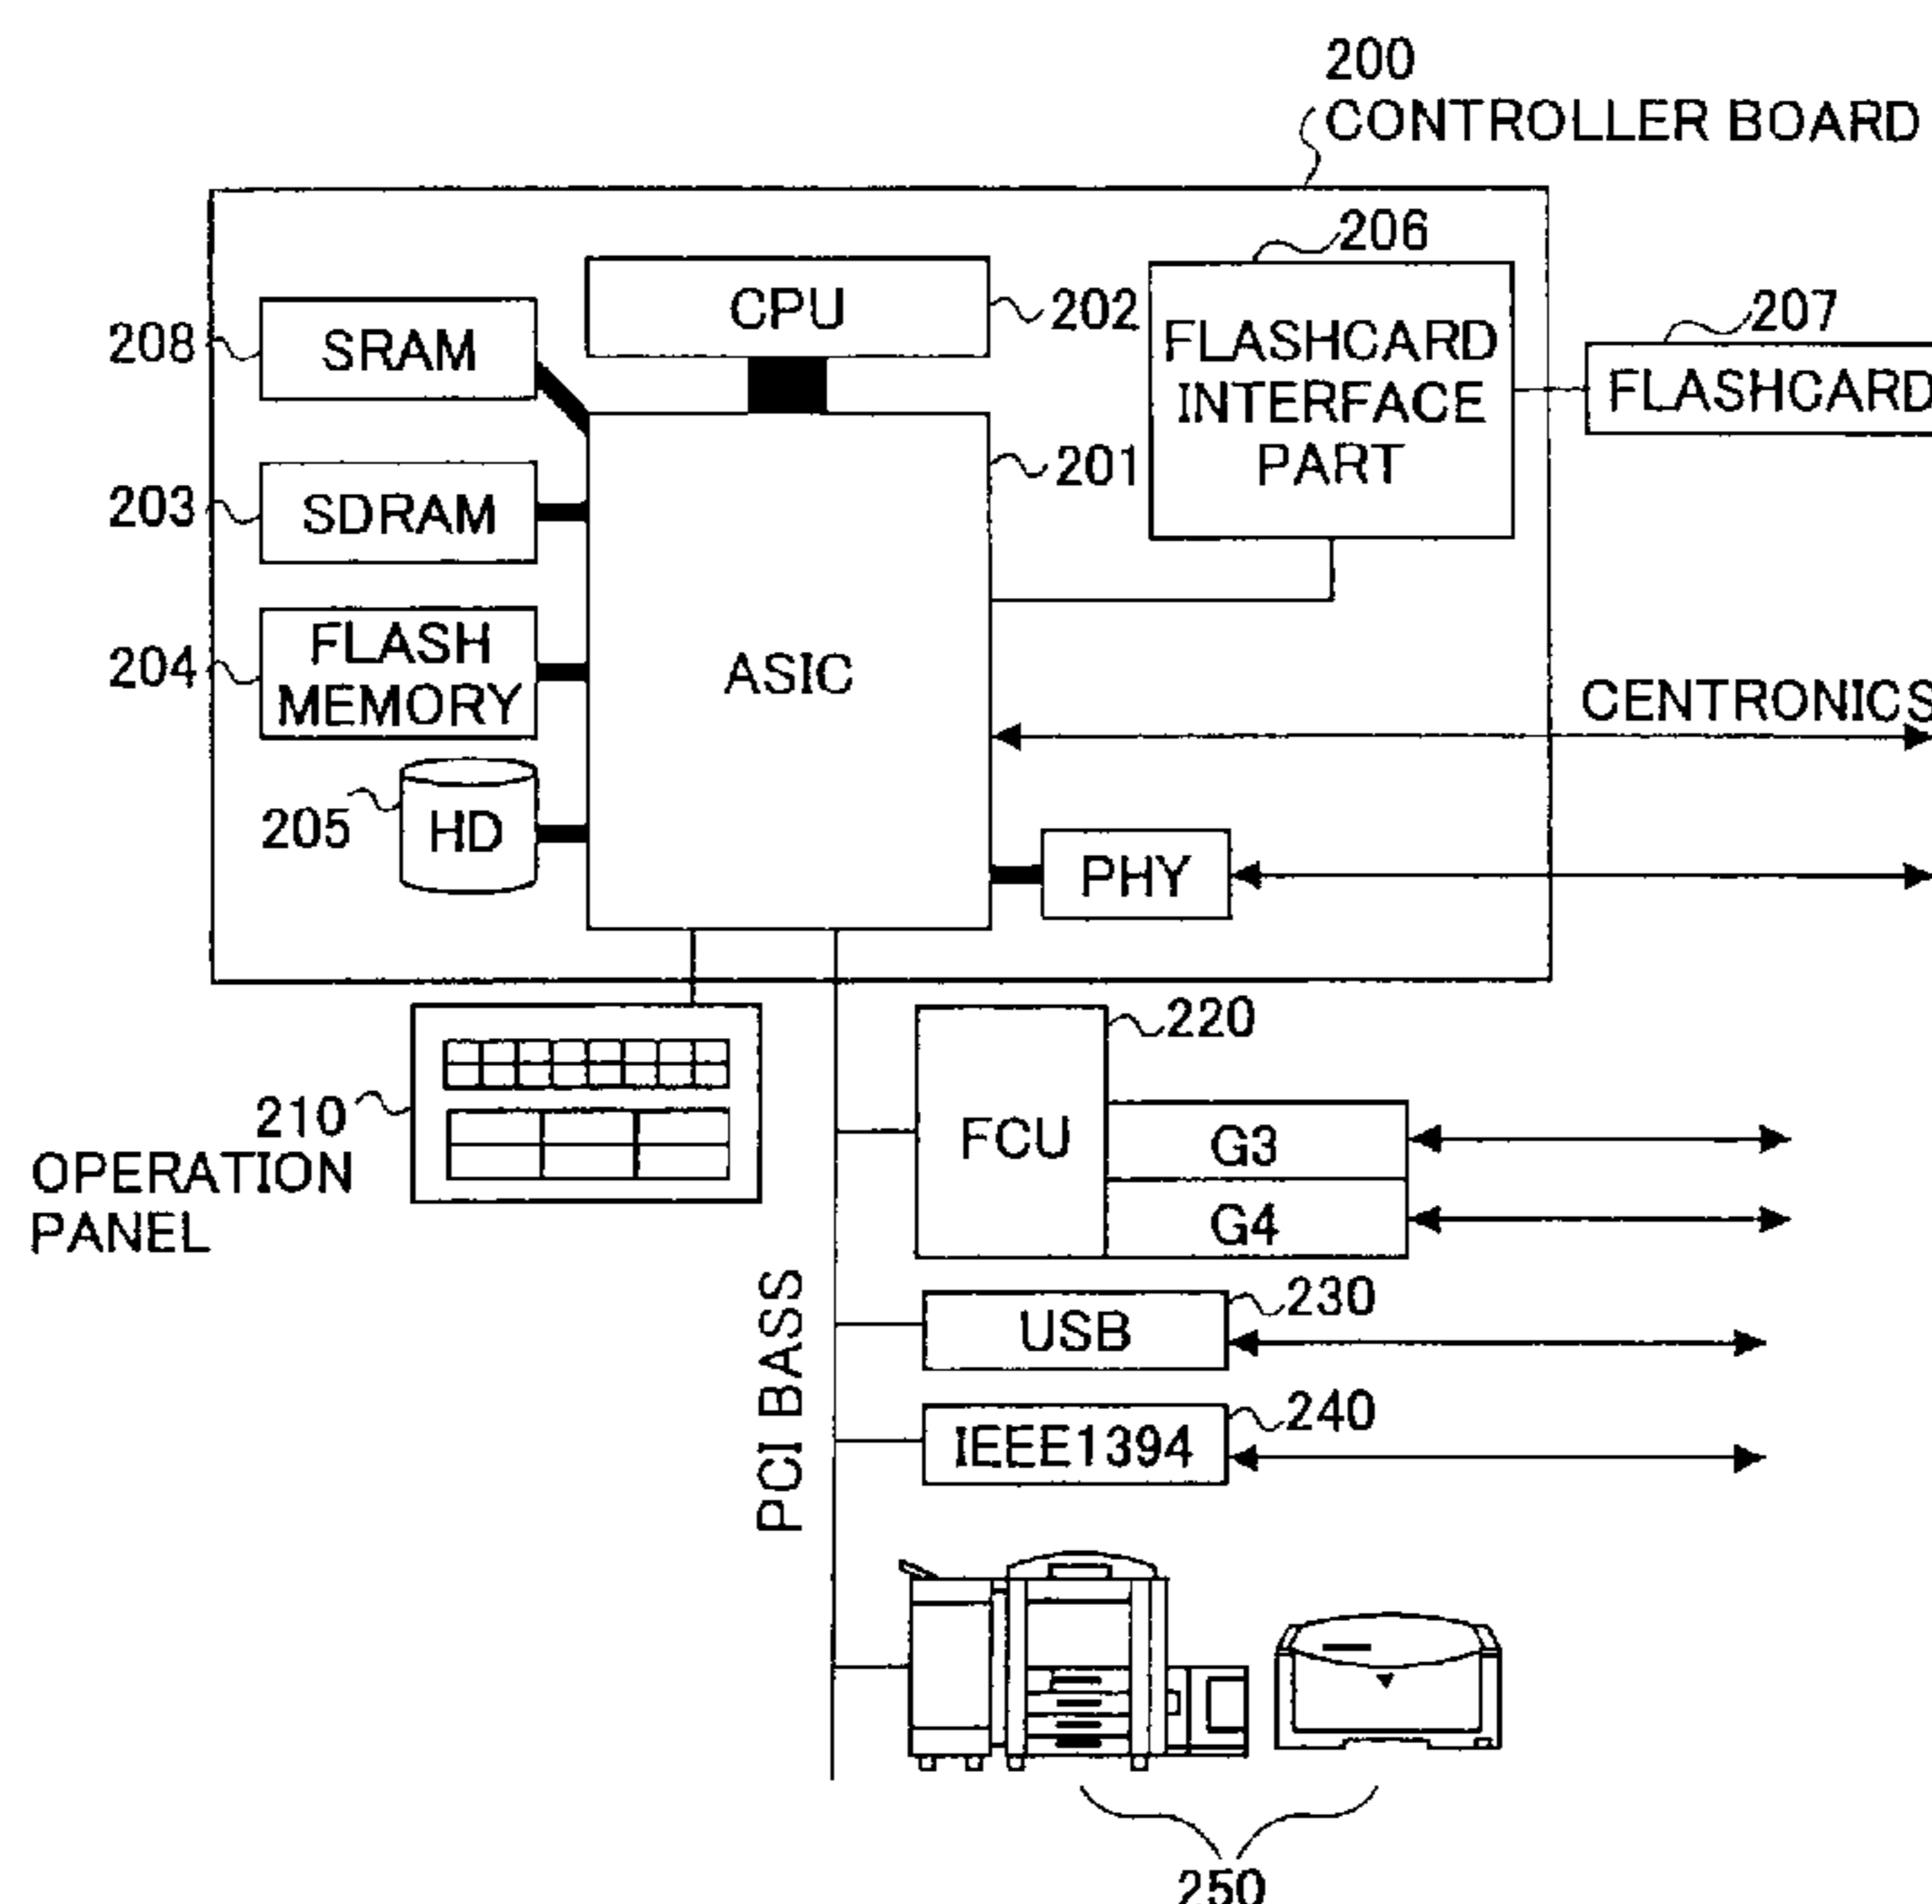 200
CONTROLLER BOARD
206
CPU
202
207
208
SRAM
FLASHCARD
INTERFACE
PART
FLASHCARD
201
203
SDRAM
204
FLASH
MEMORY
ASIC
CENTRONICS
205
HD
PHY
220
210
OPERATION
PANEL
FCU
G3
G4
PCI BASS
230
USB
240
IEEE1394
250